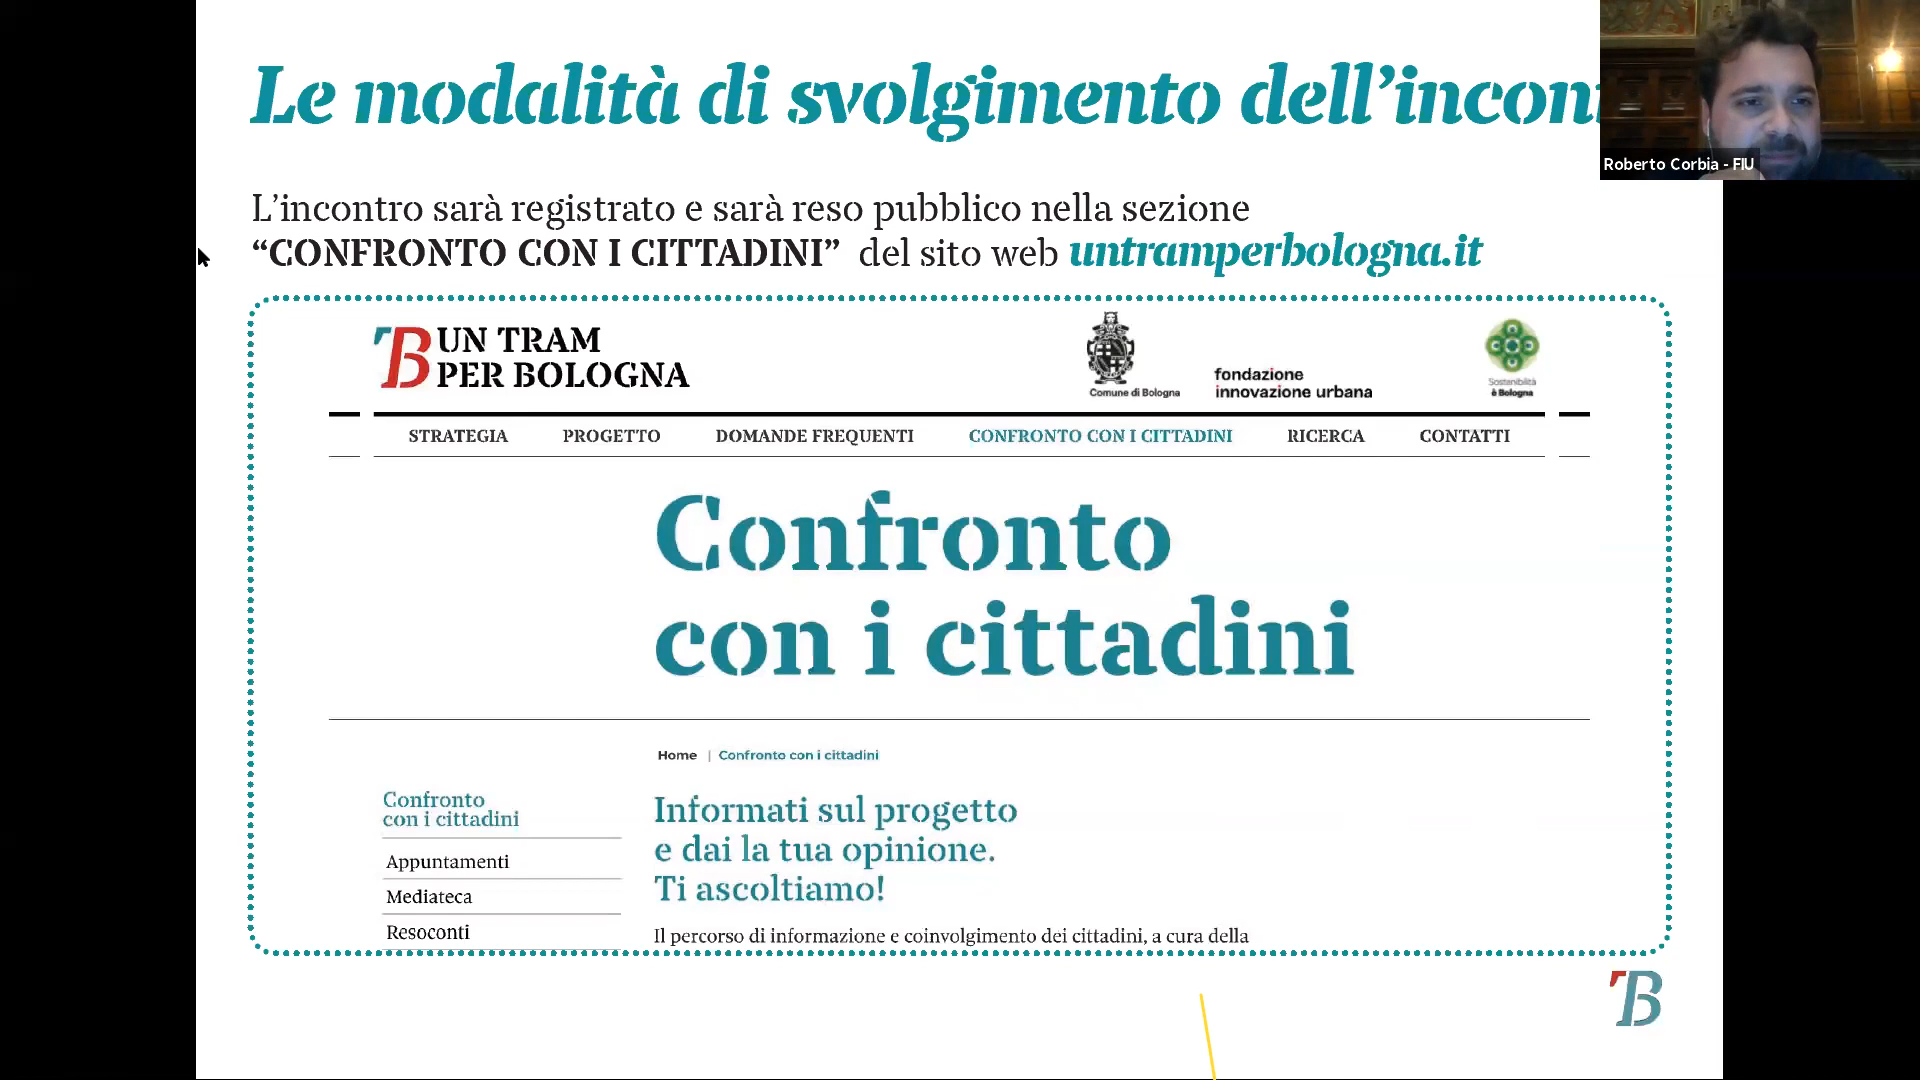 Le modalità di svolgimento dell’incon
Roberto Corbia - FIU
L’incontro sarà registrato e sarà reso pubblico nella sezione
“CONFRONTO CON I CITTADINI” del sito web untramperbologna.it
B UN TRAM
PER BOLOGNA
Comune di Bologna
fondazione
innovazione urbana
Sostenibilità
è Bologna
STRATEGIA PROGETTO DOMANDE FREQUENTI CONFRONTO CON I CITTADINI RICERCA CONTATTI
Confronto
con i cittadini
Home | Confronto con i cittadini
Confronto
con i cittadini
Appuntamenti
Mediateca
Resoconti
Informati sul progetto
e dai la tua opinione.
Ti ascoltiamo!
Il percorso di informazione e coinvolgimento dei cittadini, a cura della
B